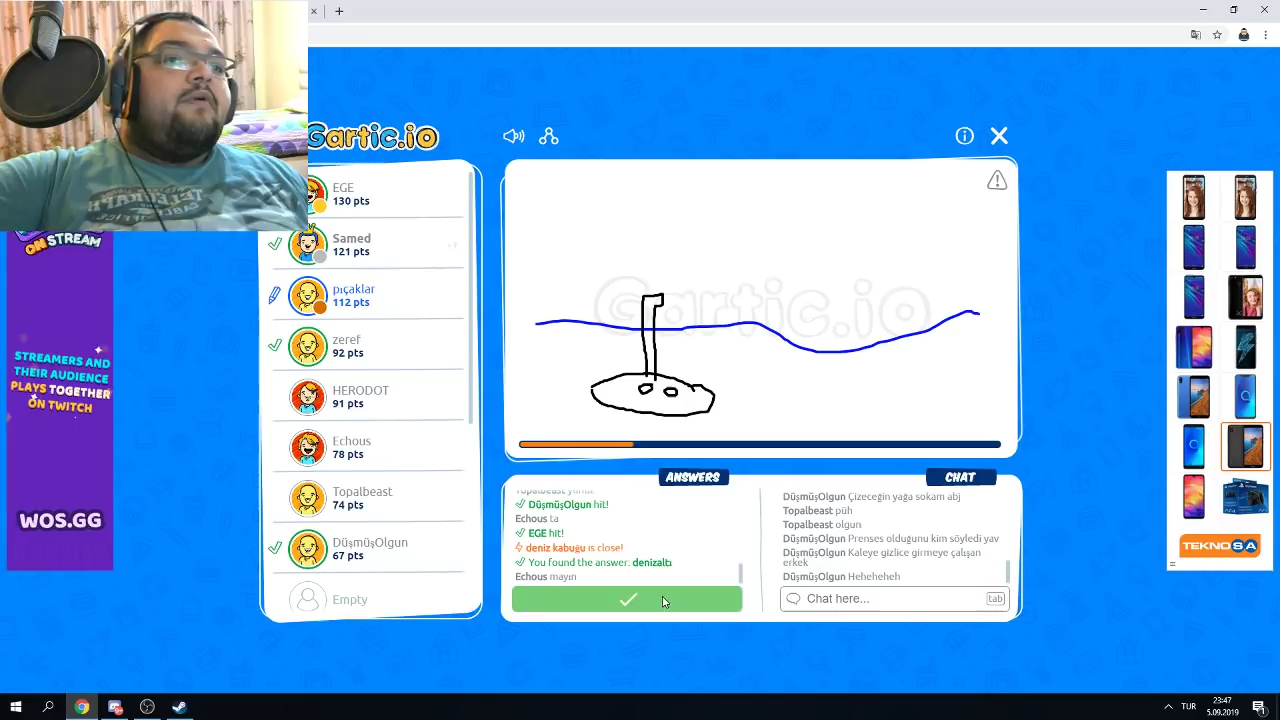 Gartic.io
EGE
130 pts
Samed
121 pts
pıçaklar
112 pts
zeref
92 pts
HERODOT
91 pts
Echous
78 pts
Topalbeast
74 pts
DüşmüşOlgun
67 pts
Empty
ON STREAM
STREAMERS AND
THEIR AUDIENCE
PLAYS TOGETHER
ON TWITCH
WOS.GG
Gartic.io
ANSWERS
DüşmüşOlgun hit!
Echous ta
EGE hit!
deniz kabuğu is close!
You found the answer: denizaltı
Echous mayın
CHAT
DüşmüşOlgun Çizeceğin yağa sokam abj
Topalbeast püh
Topalbeast olgun
DüşmüşOlgun Prenses olduğunu kim söyledi yav
DüşmüşOlgun Kaleye gizlice girmeye çalışan
erkek
DüşmüşOlgun Heheheheh
Chat here...
tab
TEKNOSA
TUR
23:47
5.09.2019